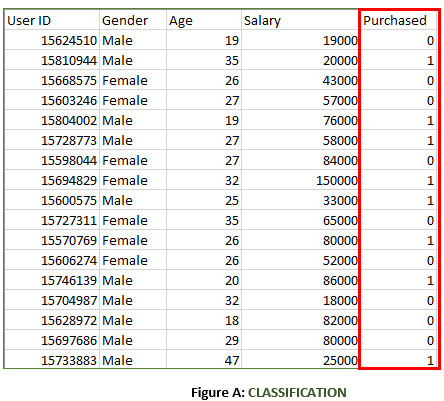 User ID Gender Age Salary Purchased
15624510 Male 19 19000 0
15810944 Male 35 20000 1
15668575 Female 26 43000 0
15603246 Female 27 57000 0
15804002 Male 19 76000 1
15728773 Male 27 58000 1
15598044 Female 27 84000 0
15694829 Female 32 150000 1
15600575 Male 25 33000 1
15727311 Female 35 65000 0
15570769 Female 26 80000 1
15606274 Female 26 52000 0
15746139 Male 20 86000 1
15704987 Male 32 18000 0
15628972 Male 18 82000 0
15697686 Male 29 80000 0
15733883 Male 47 25000 1
Figure A: CLASSIFICATION